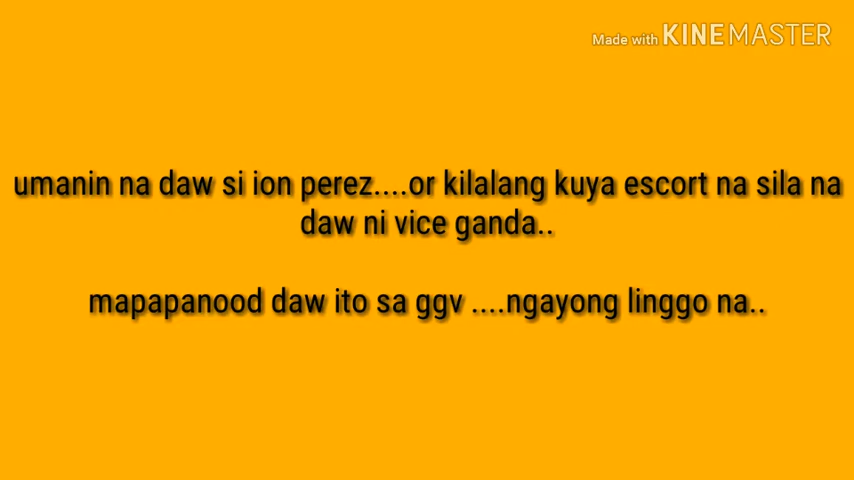 Made with KINEMASTER
umanin na daw si ion perez....or kilalang kuya escort na sila na
daw ni vice ganda..
mapapanood daw ito sa ggv ....ngayong linggo na..